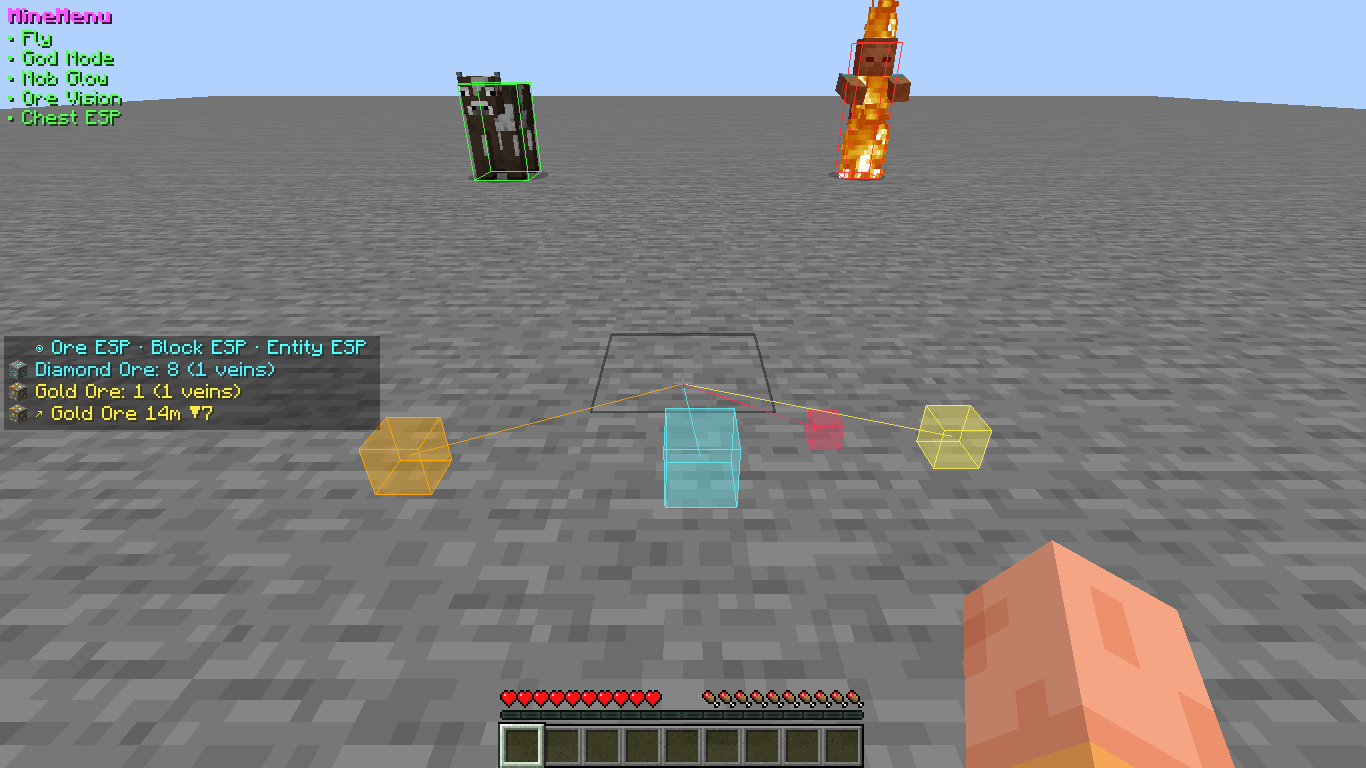 MineMenu
• Fly
• God Mode
• Mob Glow
• Ore Vision
• Chest ESP
◎ Ore ESP · Block ESP · Entity ESP
Diamond Ore: 8 (1 veins)
Gold Ore: 1 (1 veins)
↗ Gold Ore 14m ▼7